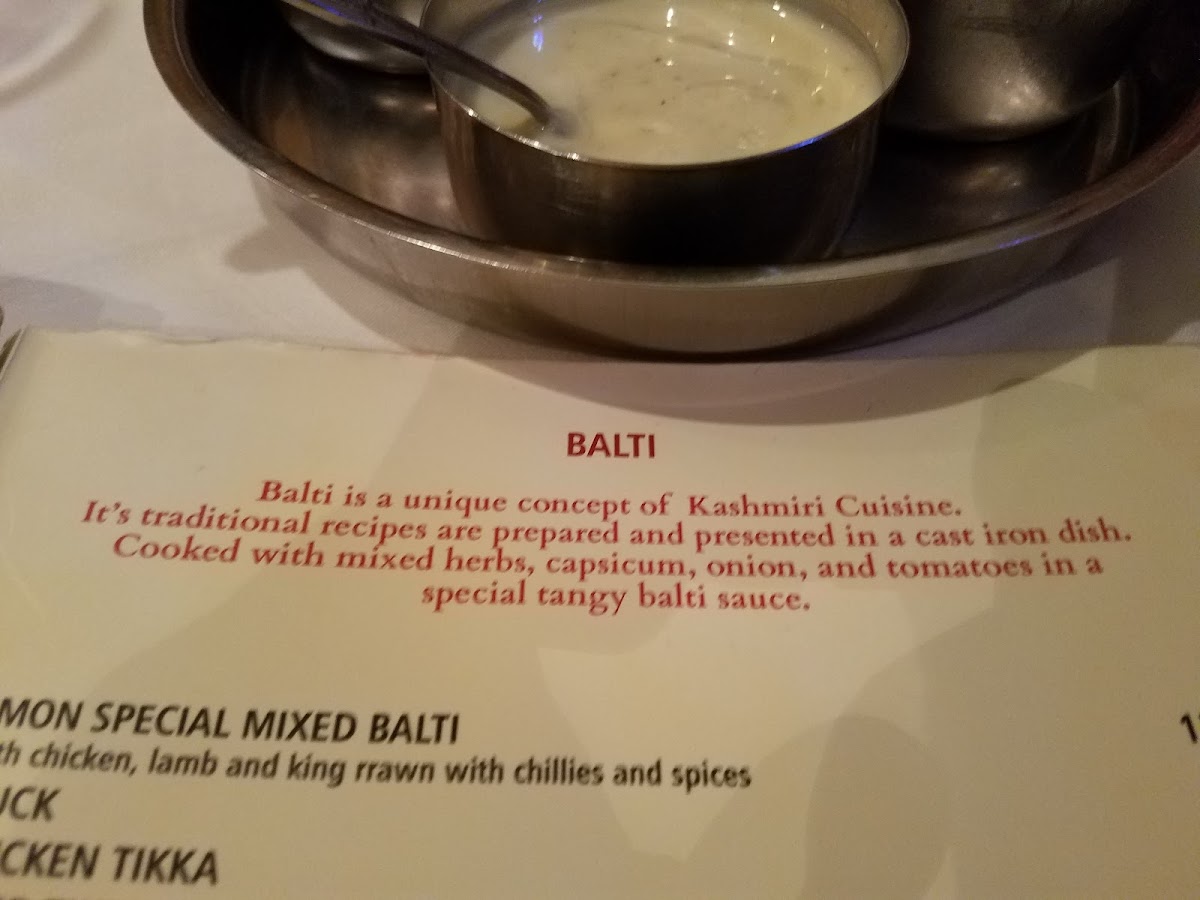 BALTI
Balti is a unique concept of Kashmiri Cuisine.
It's traditional recipes are prepared and presented in a cast iron dish.
Cooked with mixed herbs, capsicum, onion, and tomatoes in a
special tangy balti sauce.
MON SPECIAL MIXED BALTI
th chicken, lamb and king rrawn with chillies and spices
UCK
CKEN TIKKA